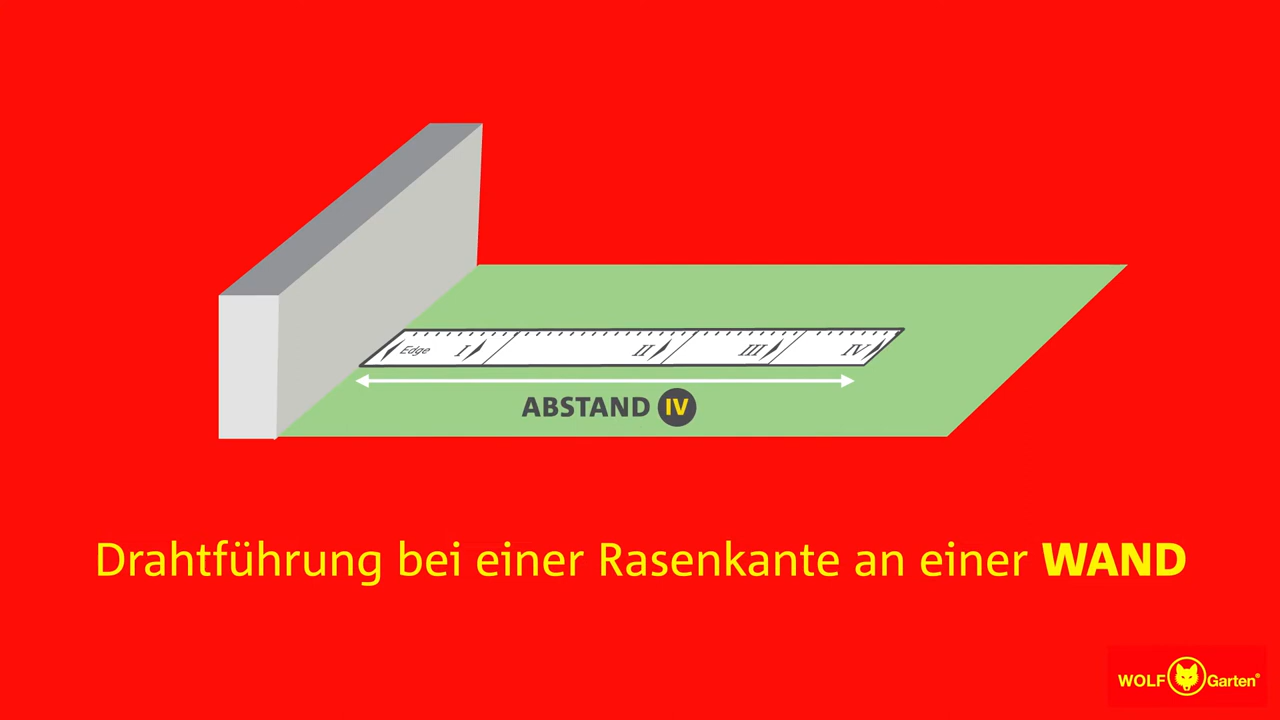 Edge I II III IV
ABSTAND IV
Drahtführung bei einer Rasenkante an einer WAND
WOLF Garten®